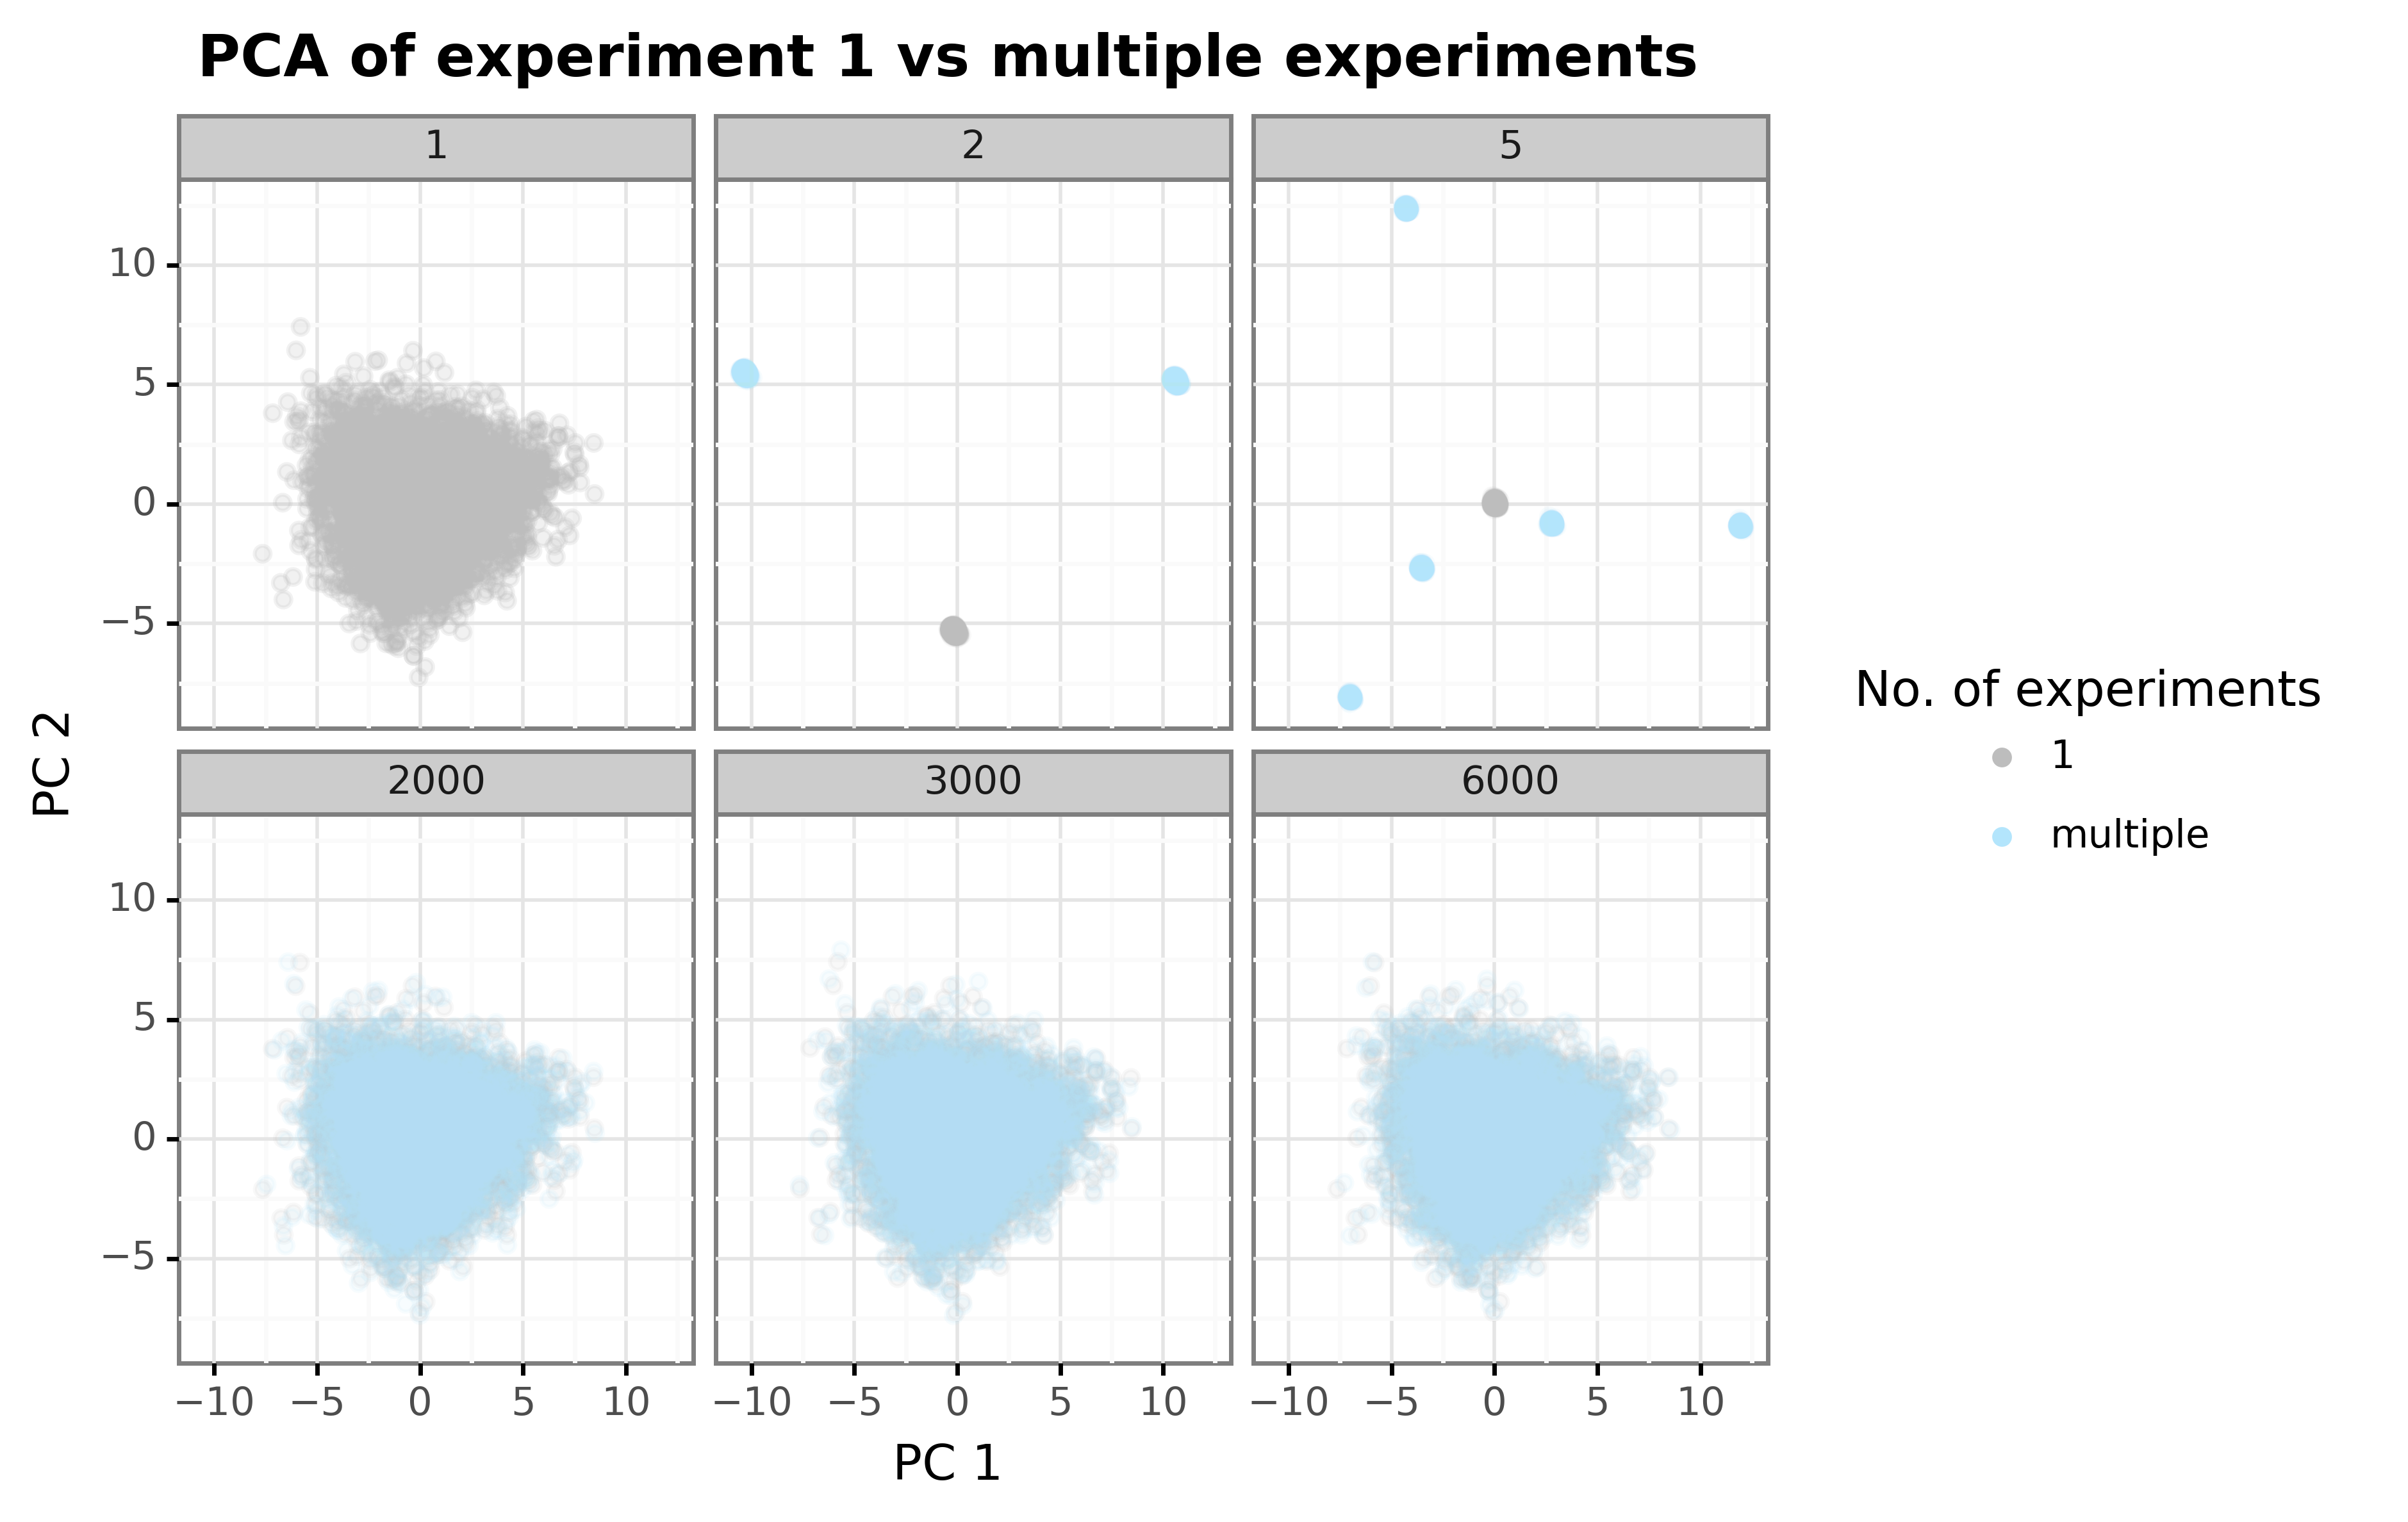 PCA of experiment 1 vs multiple experiments
1 2 5
10
5
0
−5
2000 3000 6000
10
5
0
−5
−10 −5 0 5 10 −10 −5 0 5 10 −10 −5 0 5 10
PC 2
PC 1
No. of experiments
1
multiple